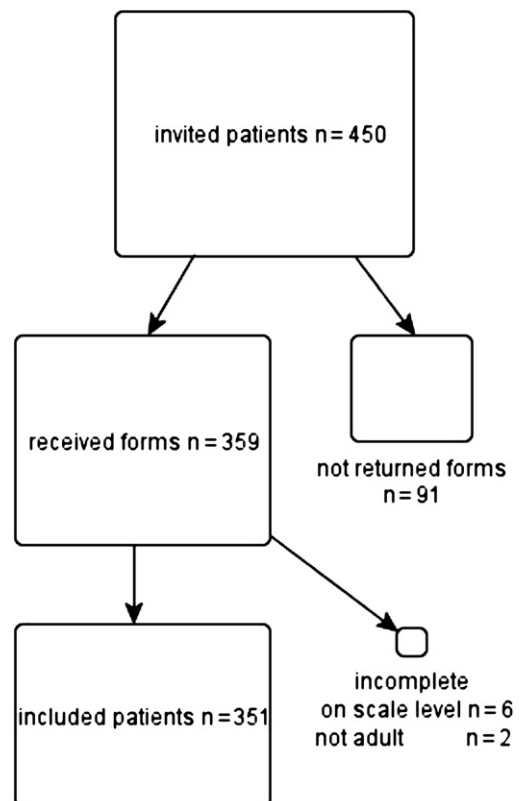 invited patients n=450
received forms n=359
not returned forms
n=91
included patients n=351
incomplete
on scale level n=6
not adult n=2